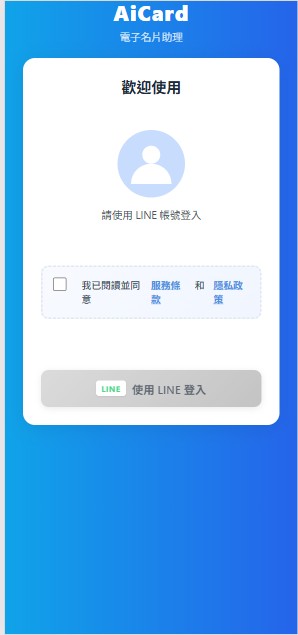 AiCard
電子名片助理
歡迎使用
請使用 LINE 帳號登入
我已閱讀並同意 服務條款 和 隱私政策
LINE 使用 LINE 登入